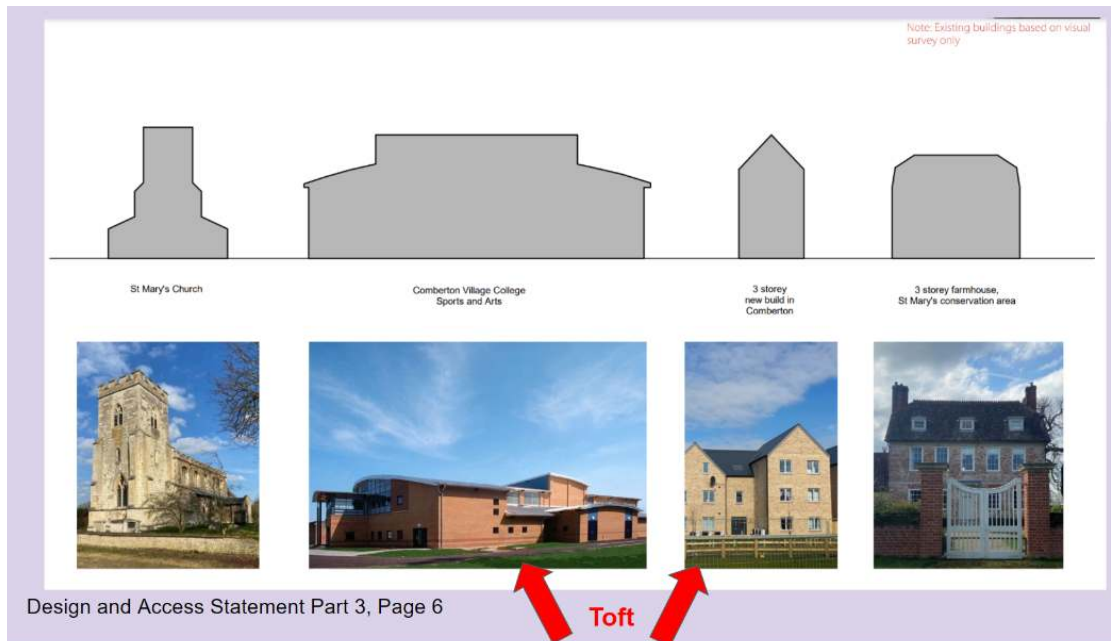 Note: Existing buildings based on visual
survey only
St Mary's Church
Comberton Village College
Sports and Arts
3 storey
new build in
Comberton
3 storey farmhouse,
St Mary's conservation area
Design and Access Statement Part 3, Page 6
Toft